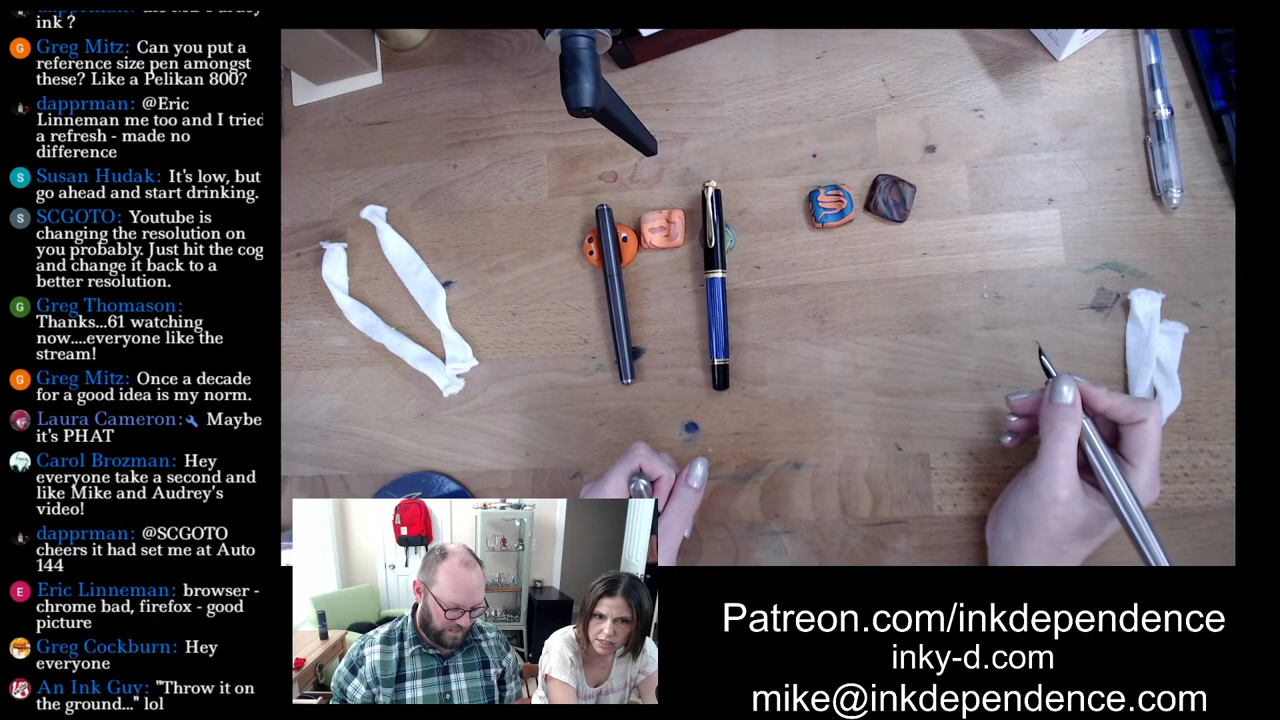 ink ?
Greg Mitz: Can you put a
reference size pen amongst
these? Like a Pelikan 800?
dapprman: @Eric
Linneman me too and I tried
a refresh - made no
difference
Susan Hudak: It's low, but
go ahead and start drinking.
SCGOTO: Youtube is
changing the resolution on
you probably. Just hit the cog
and change it back to a
better resolution.
Greg Thomason:
Thanks...61 watching
now....everyone like the
stream!
Greg Mitz: Once a decade
for a good idea is my norm.
Laura Cameron: Maybe
it's PHAT
Carol Brozman: Hey
everyone take a second and
like Mike and Audrey's
video!
dapprman: @SCGOTO
cheers it had set me at Auto
144
Eric Linneman: browser -
chrome bad, firefox - good
picture
Greg Cockburn: Hey
everyone
An Ink Guy: "Throw it on
the ground..." lol
Patreon.com/inkdependence
inky-d.com
mike@inkdependence.com